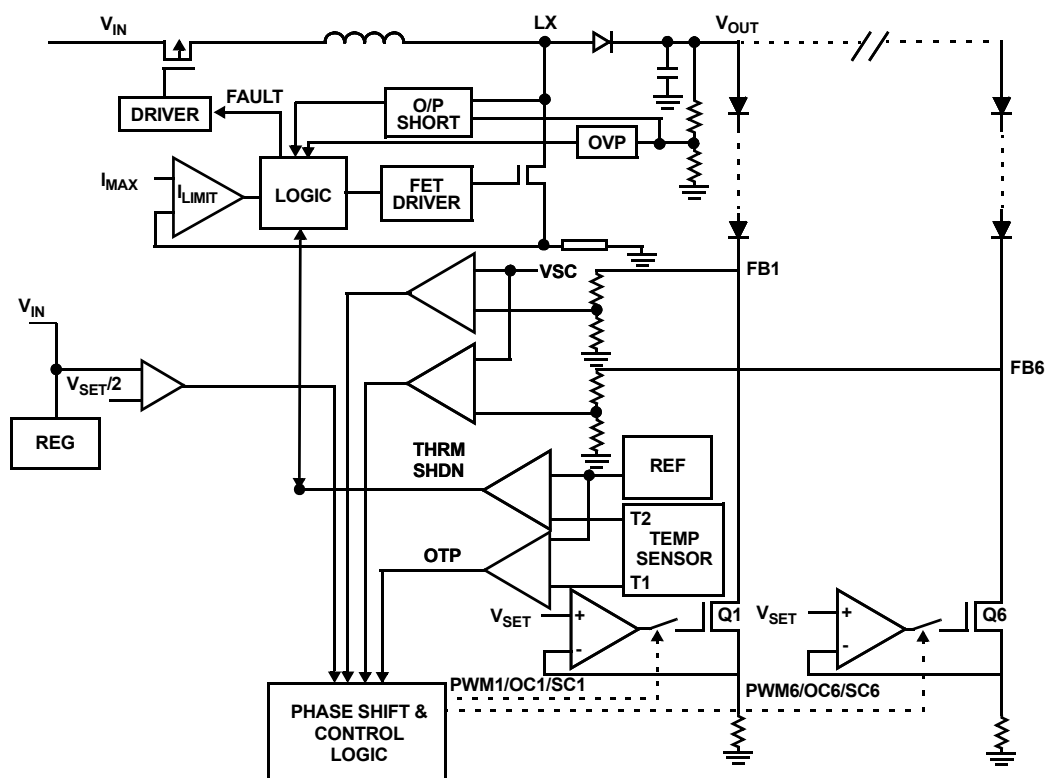 VIN
LX
VOUT
FAULT
DRIVER
O/P
SHORT
OVP
IMAX
ILIMIT
LOGIC
FET
DRIVER
VSC
FB1
VIN
VSET/2
REG
FB6
THRM
SHDN
REF
T2
TEMP
SENSOR
T1
OTP
VSET
+
-
Q1
VSET
+
-
Q6
PWM1/OC1/SC1
PWM6/OC6/SC6
PHASE SHIFT &
CONTROL
LOGIC